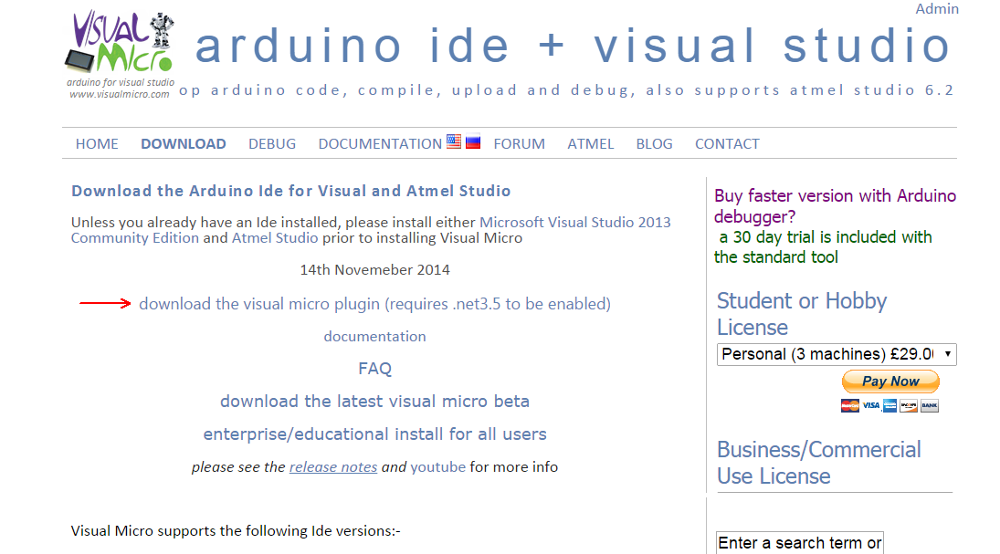 Admin
VISUAL
MICRO
arduino for visual studio
www.visualmicro.com
arduino ide + visual studio
op arduino code, compile, upload and debug, also supports atmel studio 6.2
HOME DOWNLOAD DEBUG DOCUMENTATION FORUM ATMEL BLOG CONTACT
Download the Arduino Ide for Visual and Atmel Studio
Unless you already have an Ide installed, please install either Microsoft Visual Studio 2013
Community Edition and Atmel Studio prior to installing Visual Micro
14th Novemeber 2014
download the visual micro plugin (requires .net3.5 to be enabled)
documentation
FAQ
download the latest visual micro beta
enterprise/educational install for all users
please see the release notes and youtube for more info
Visual Micro supports the following Ide versions:-
Buy faster version with Arduino
debugger?
a 30 day trial is included with
the standard tool
Student or Hobby
License
Personal (3 machines) £29.00
Pay Now
MasterCard VISA BANK
Business/Commercial
Use License
Enter a search term or